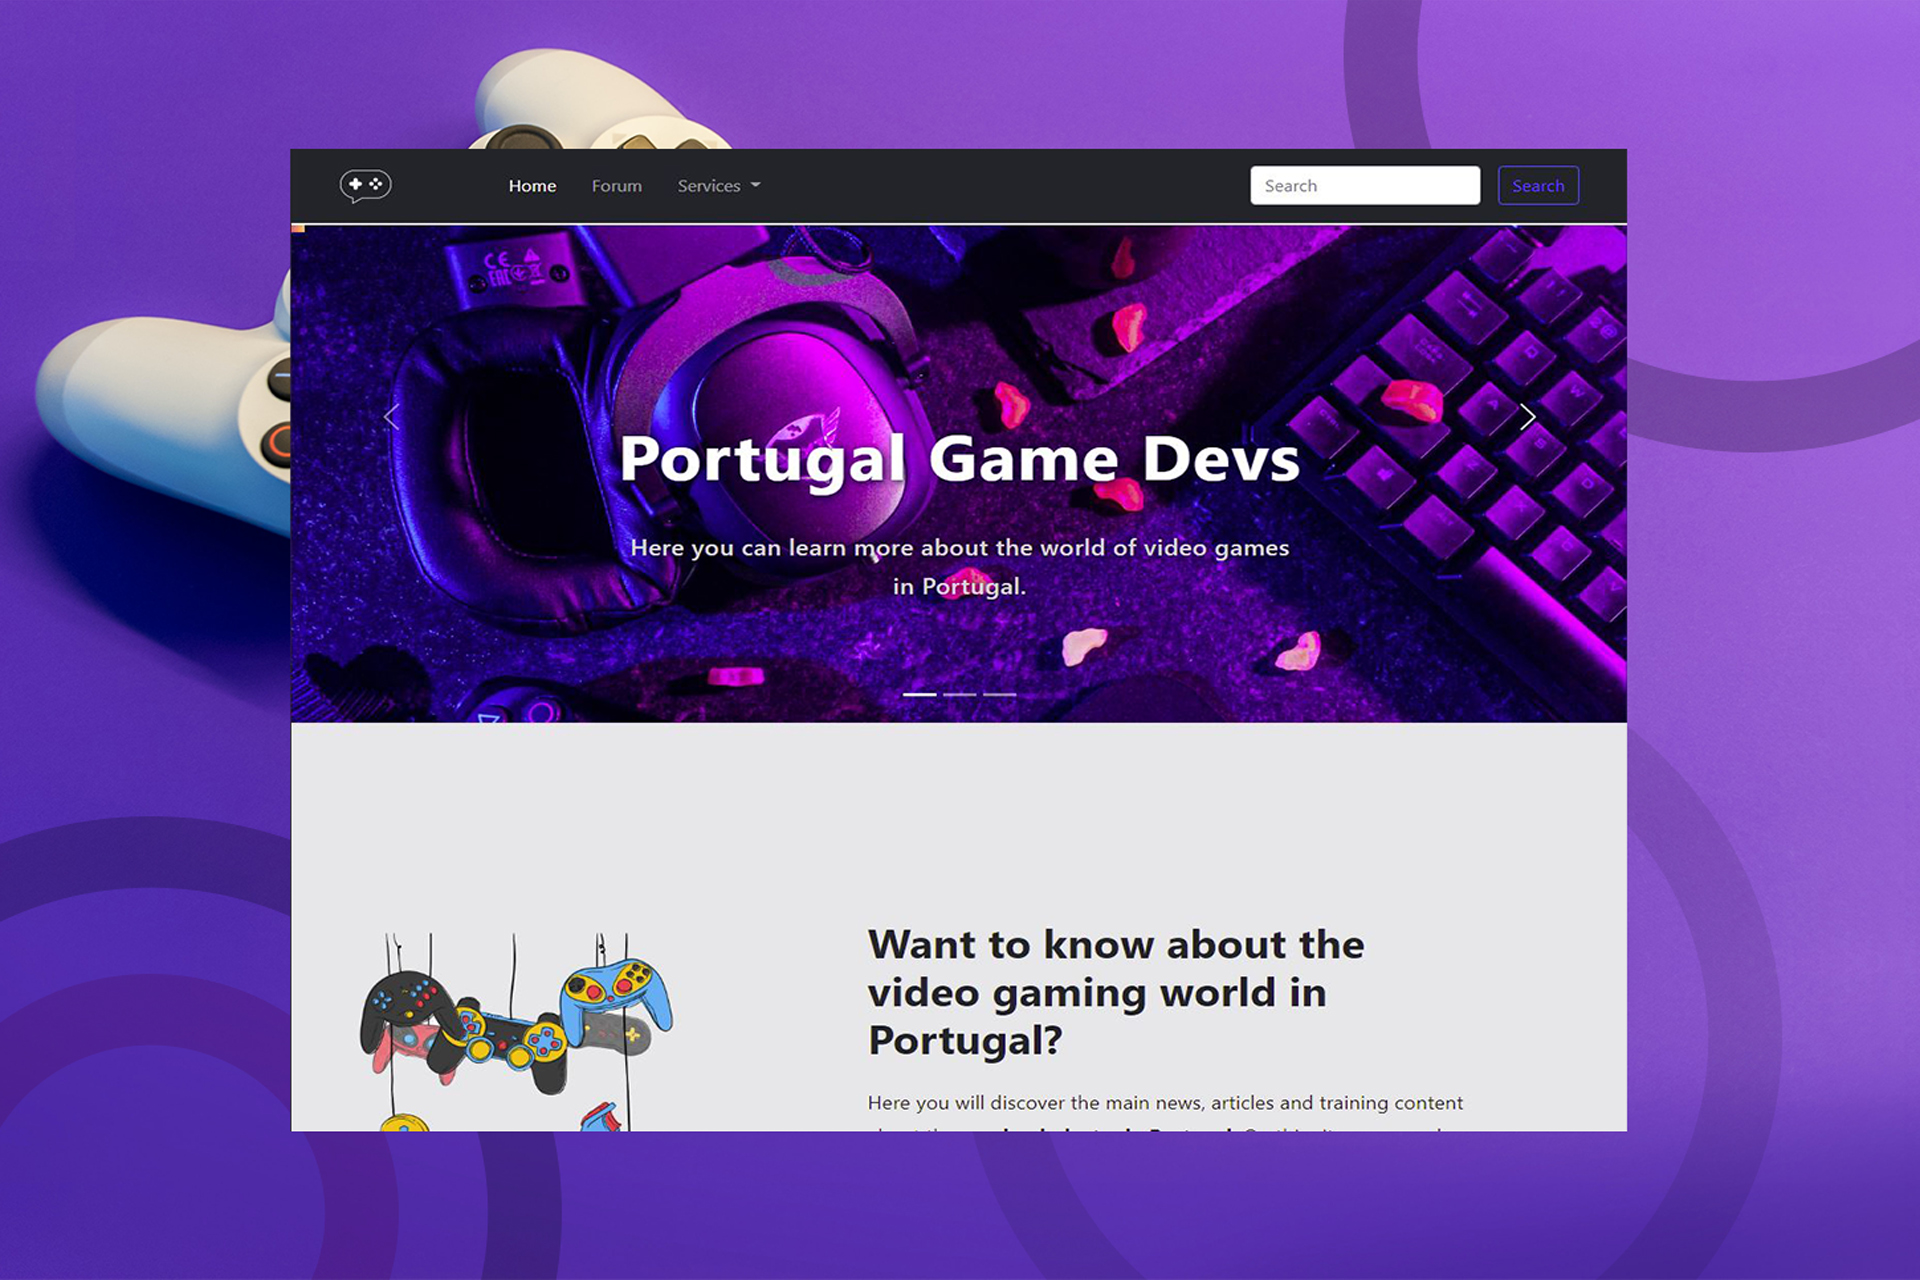 Home Forum Services Search Search
CE
EAC
Portugal Game Devs
Here you can learn more about the world of video games
in Portugal.
Want to know about the
video gaming world in
Portugal?
Here you will discover the main news, articles and training content